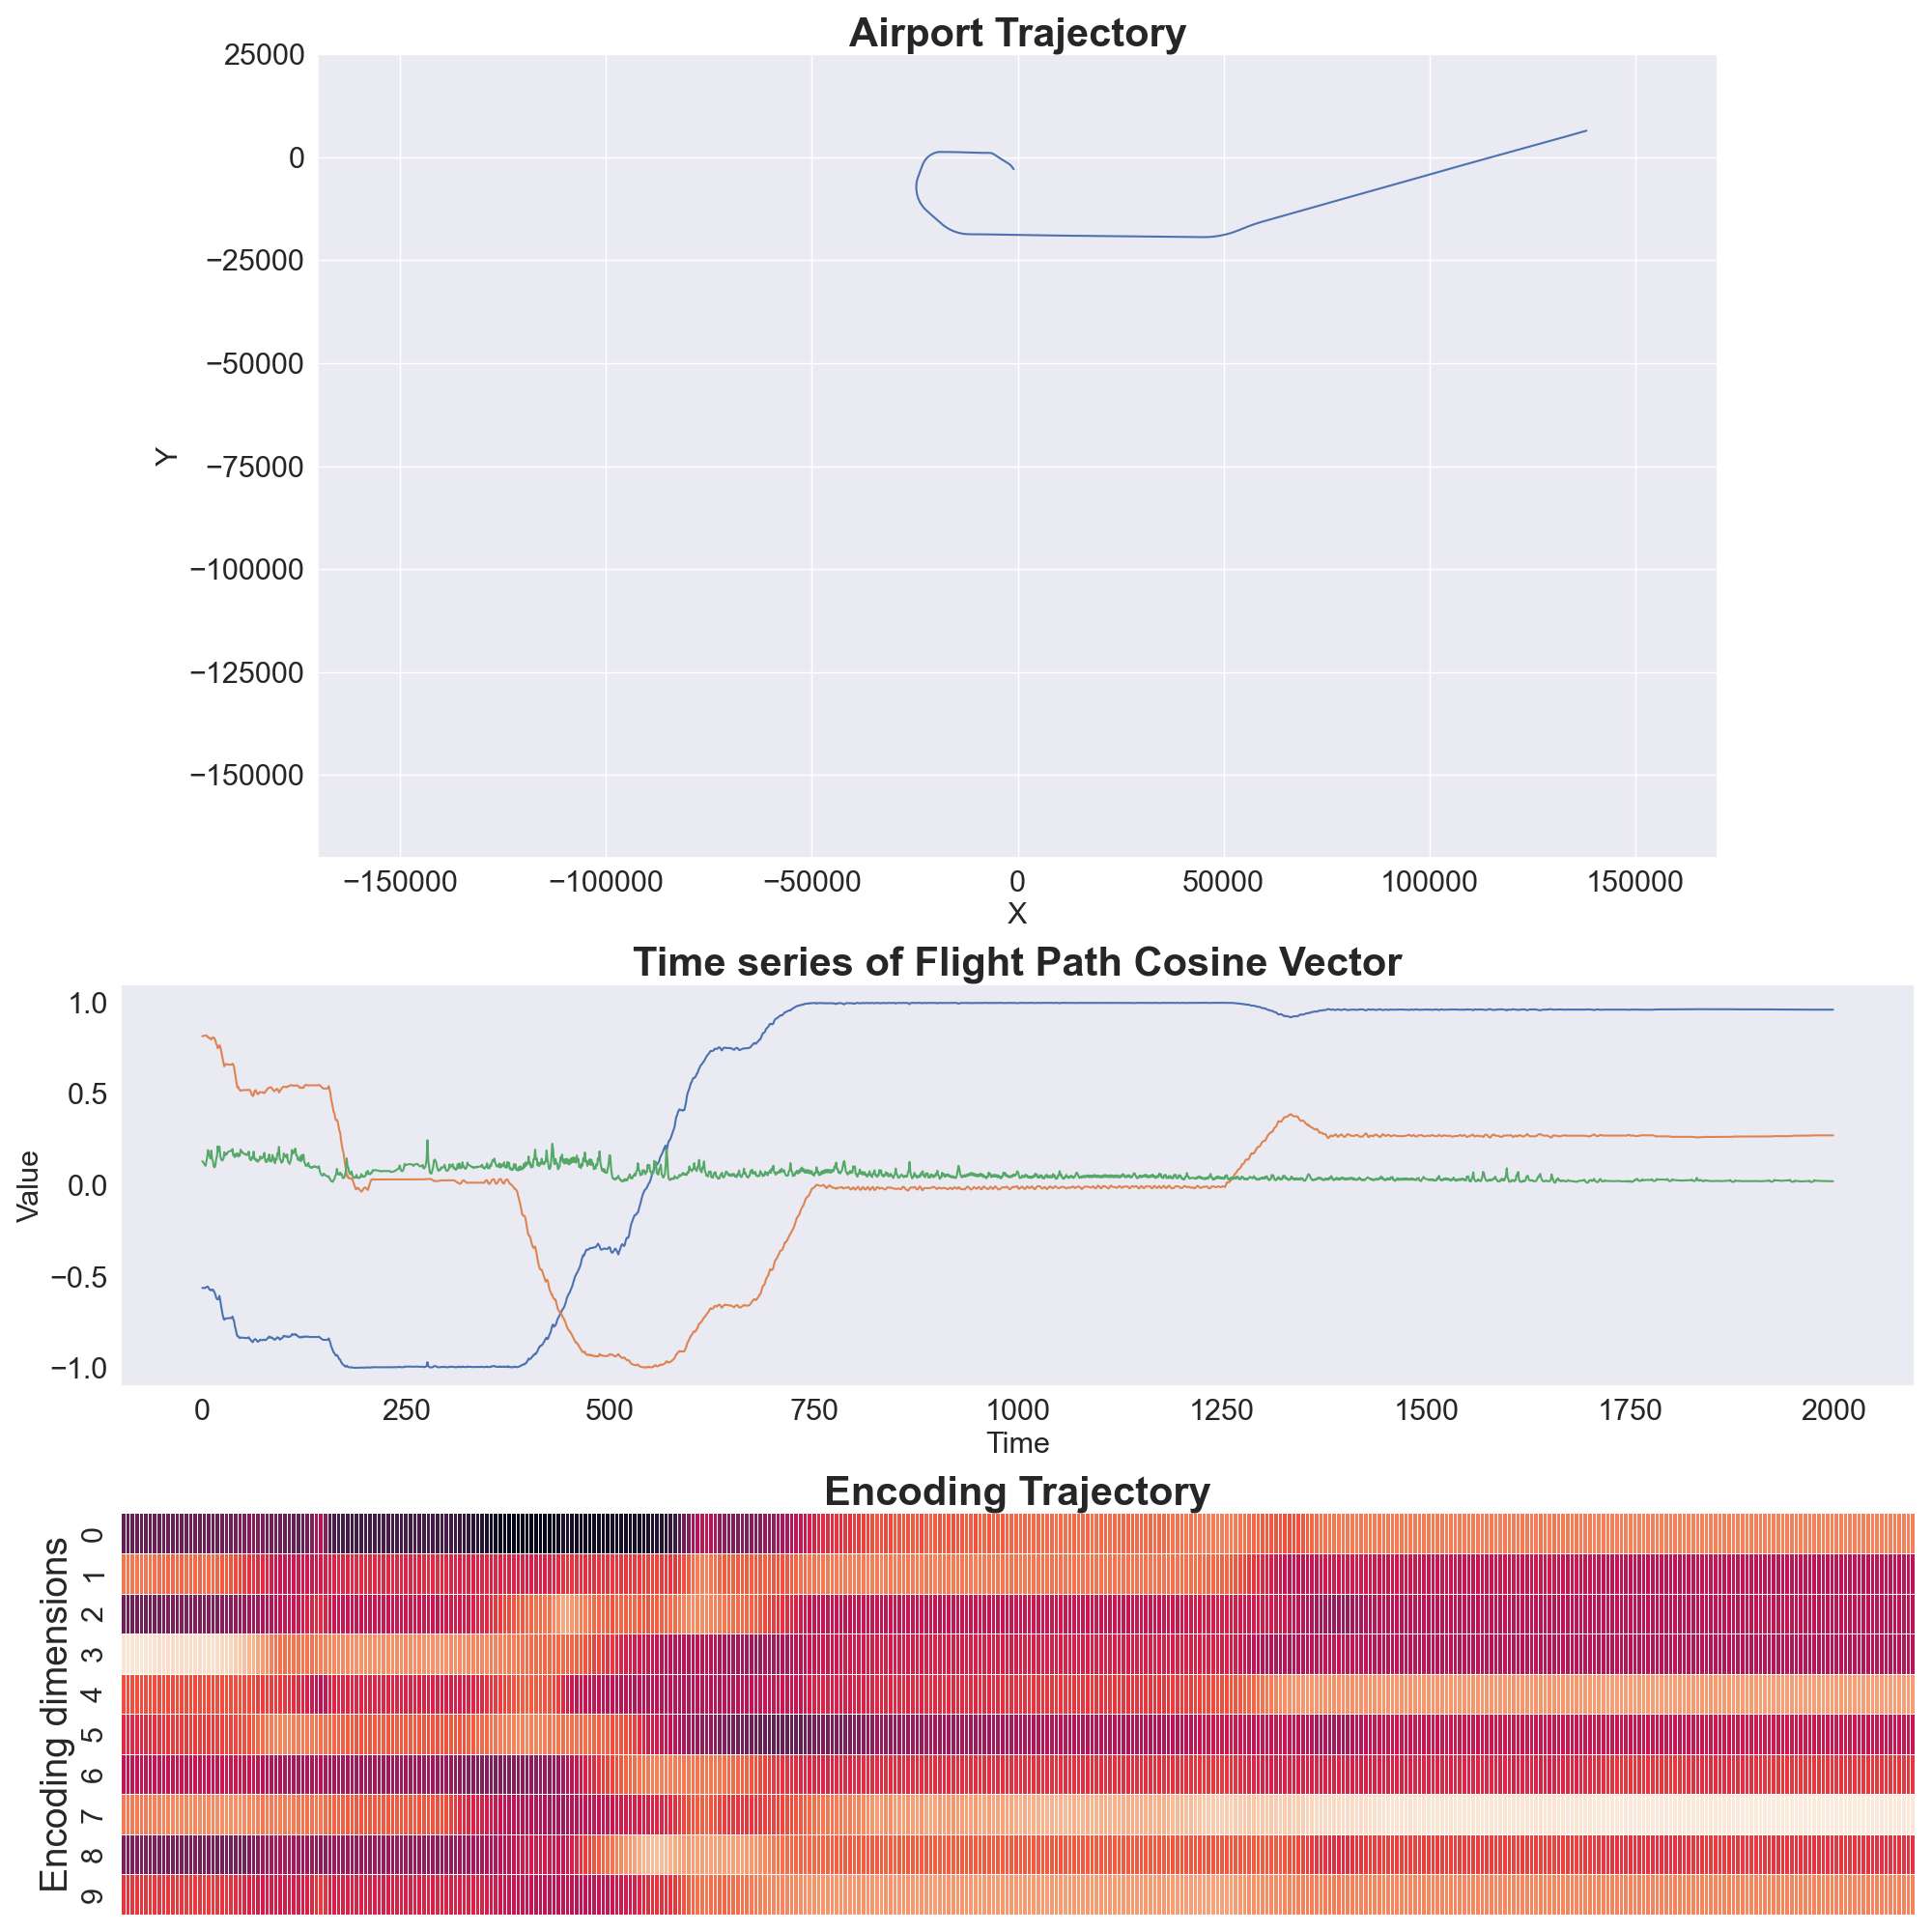 Airport Trajectory
25000
0
−25000
−50000
−75000
−100000
−125000
−150000
Y
−150000 −100000 −50000 0 50000 100000 150000
X
Time series of Flight Path Cosine Vector
1.0
0.5
0.0
−0.5
−1.0
Value
0 250 500 750 1000 1250 1500 1750 2000
Time
Encoding Trajectory
Encoding dimensions
0
1
2
3
4
5
6
7
8
9